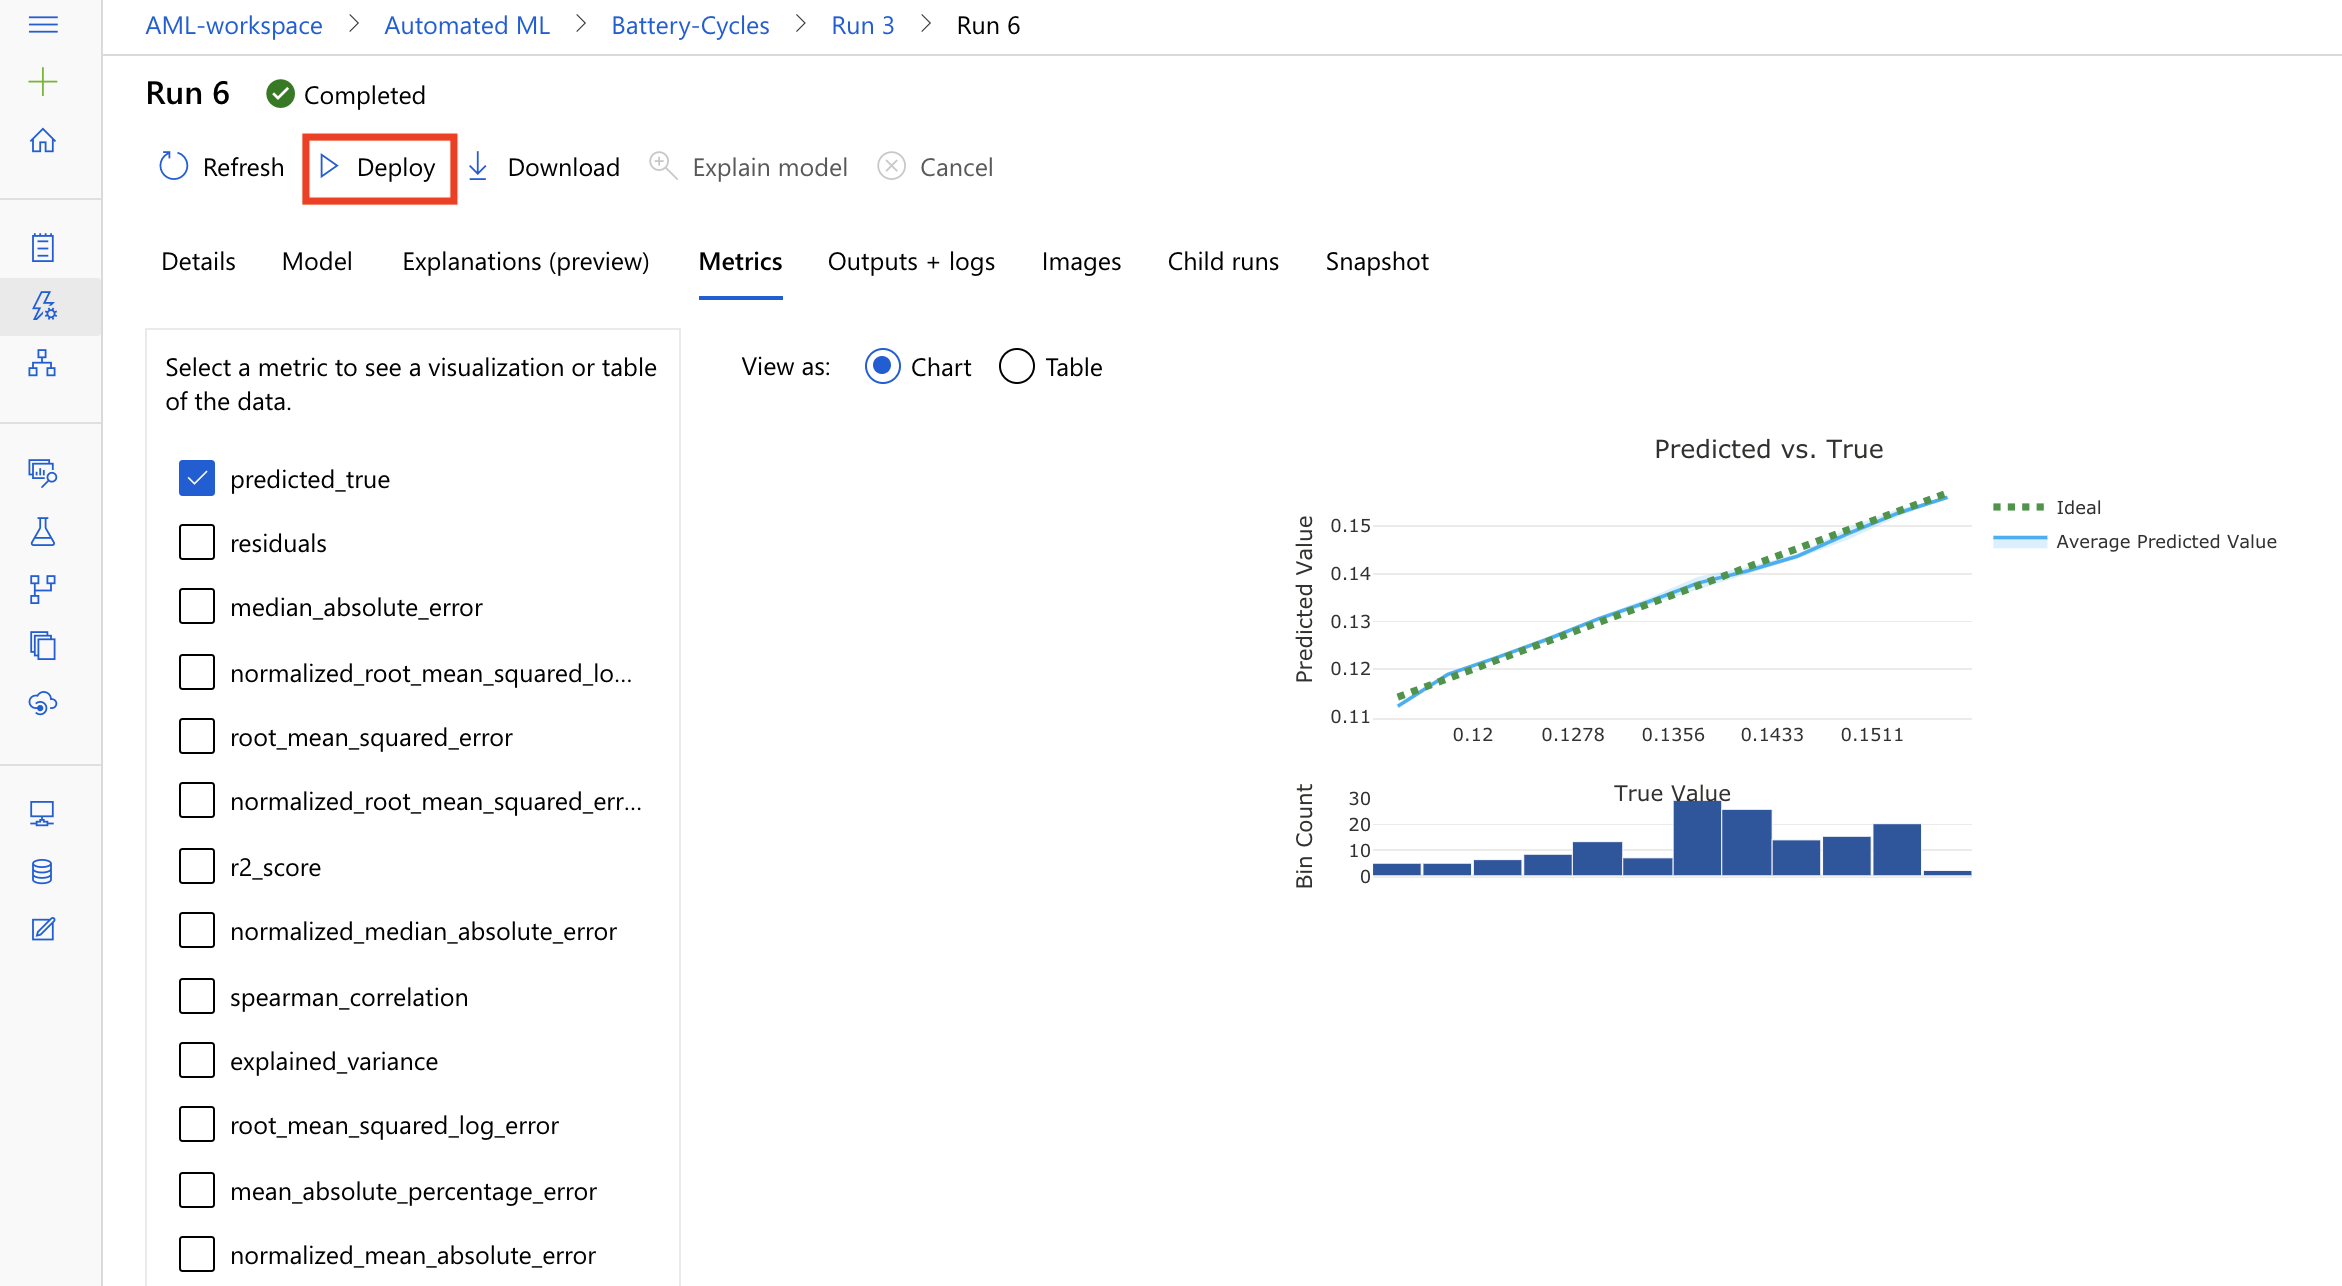 AML-workspace > Automated ML > Battery-Cycles > Run 3 > Run 6
Run 6 Completed
Refresh Deploy Download Explain model Cancel
Details Model Explanations (preview) Metrics Outputs + logs Images Child runs Snapshot
Select a metric to see a visualization or table
of the data.
predicted_true
residuals
median_absolute_error
normalized_root_mean_squared_lo...
root_mean_squared_error
normalized_root_mean_squared_err...
r2_score
normalized_median_absolute_error
spearman_correlation
explained_variance
root_mean_squared_log_error
mean_absolute_percentage_error
normalized_mean_absolute_error
View as: Chart Table
Predicted vs. True
Predicted Value
0.15
0.14
0.13
0.12
0.11
0.12 0.1278 0.1356 0.1433 0.1511
True Value
Ideal
Average Predicted Value
Bin Count
30
20
10
0